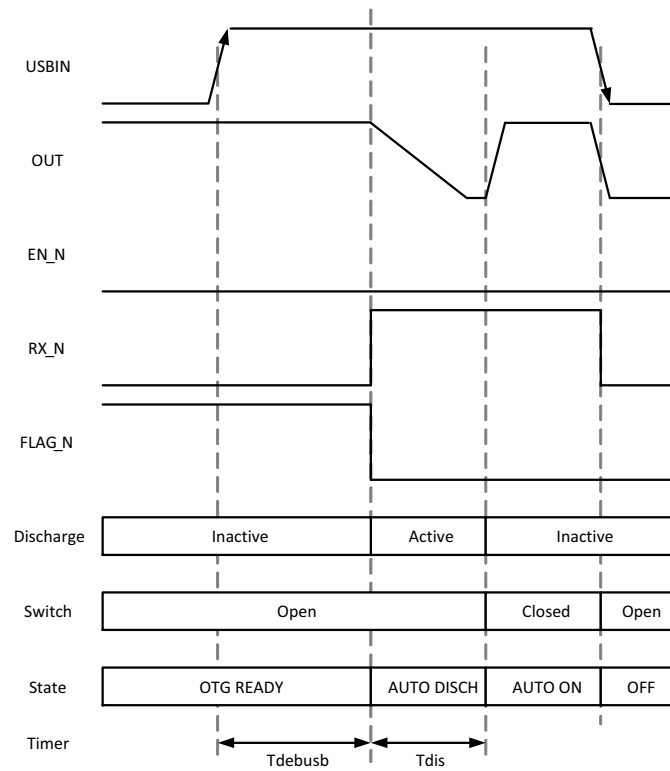 USBIN
OUT
EN_N
RX_N
FLAG_N
Discharge Inactive Active Inactive
Switch Open Closed Open
State OTG READY AUTO DISCH AUTO ON OFF
Timer
Tdebusb Tdis